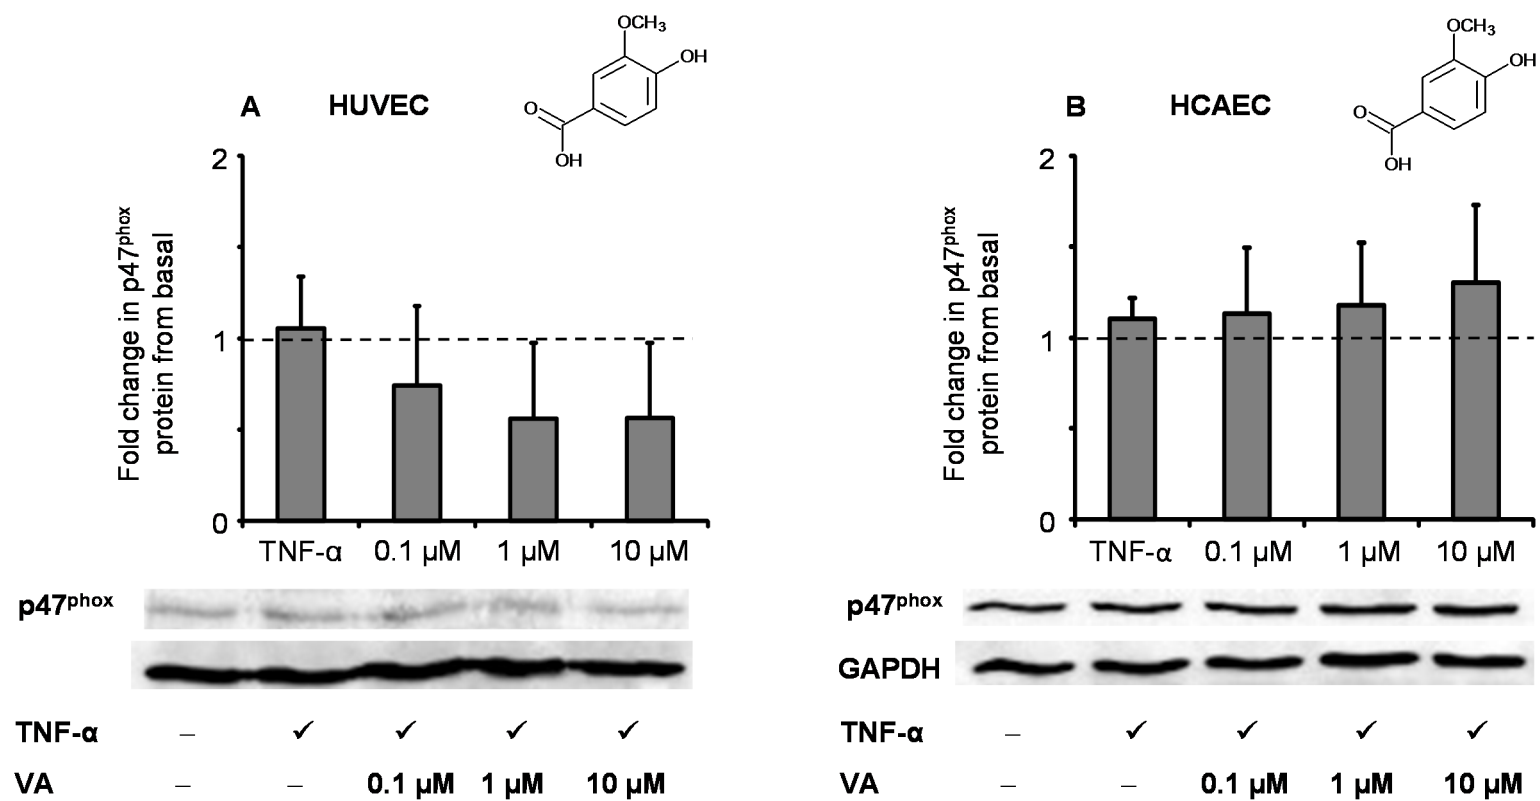 A HUVEC
OCH3
OH
O
OH
2
1
0
Fold change in p47phox
protein from basal
TNF-α 0.1 µM 1 µM 10 µM
p47phox
TNF-α – ✓ ✓ ✓ ✓
VA – – 0.1 µM 1 µM 10 µM
B HCAEC
OCH3
OH
O
OH
2
1
0
Fold change in p47phox
protein from basal
TNF-α 0.1 µM 1 µM 10 µM
p47phox
GAPDH
TNF-α – ✓ ✓ ✓ ✓
VA – – 0.1 µM 1 µM 10 µM